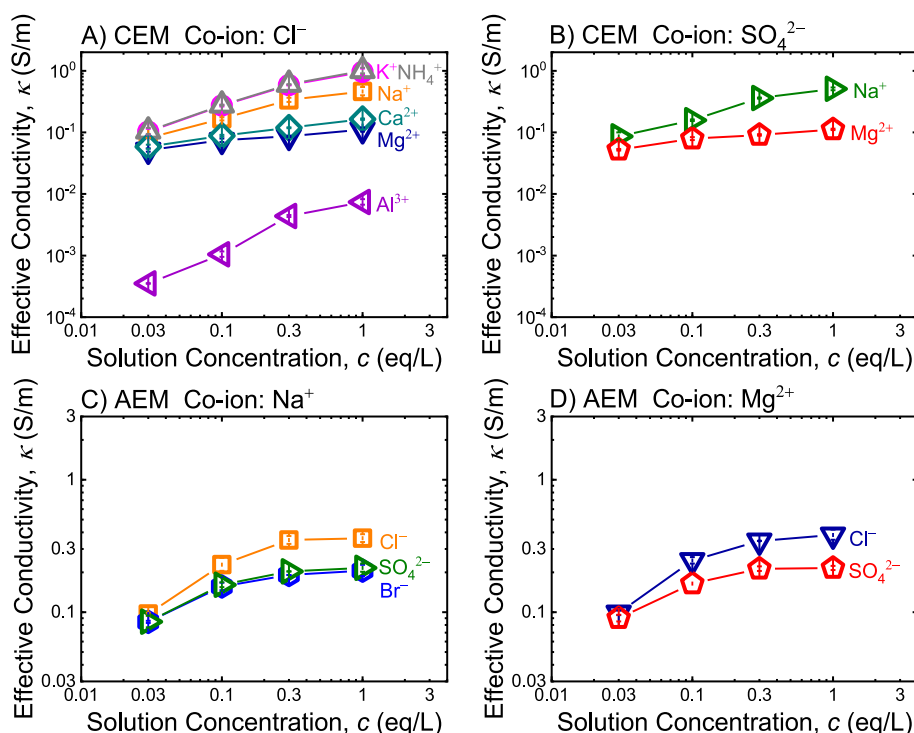 A) CEM Co-ion: Cl⁻
Effective Conductivity, κ (S/m)
10⁰
10⁻¹
10⁻²
10⁻³
10⁻⁴
K⁺NH₄⁺
Na⁺
Ca²⁺
Mg²⁺
Al³⁺
0.01 0.03 0.1 0.3 1 3
Solution Concentration, c (eq/L)
B) CEM Co-ion: SO₄²⁻
Effective Conductivity, κ (S/m)
10⁰
10⁻¹
10⁻²
10⁻³
10⁻⁴
Na⁺
Mg²⁺
0.01 0.03 0.1 0.3 1 3
Solution Concentration, c (eq/L)
C) AEM Co-ion: Na⁺
Effective Conductivity, κ (S/m)
3
1
0.3
0.1
0.03
Cl⁻
SO₄²⁻
Br⁻
0.01 0.03 0.1 0.3 1 3
Solution Concentration, c (eq/L)
D) AEM Co-ion: Mg²⁺
Effective Conductivity, κ (S/m)
3
1
0.3
0.1
0.03
Cl⁻
SO₄²⁻
0.01 0.03 0.1 0.3 1 3
Solution Concentration, c (eq/L)